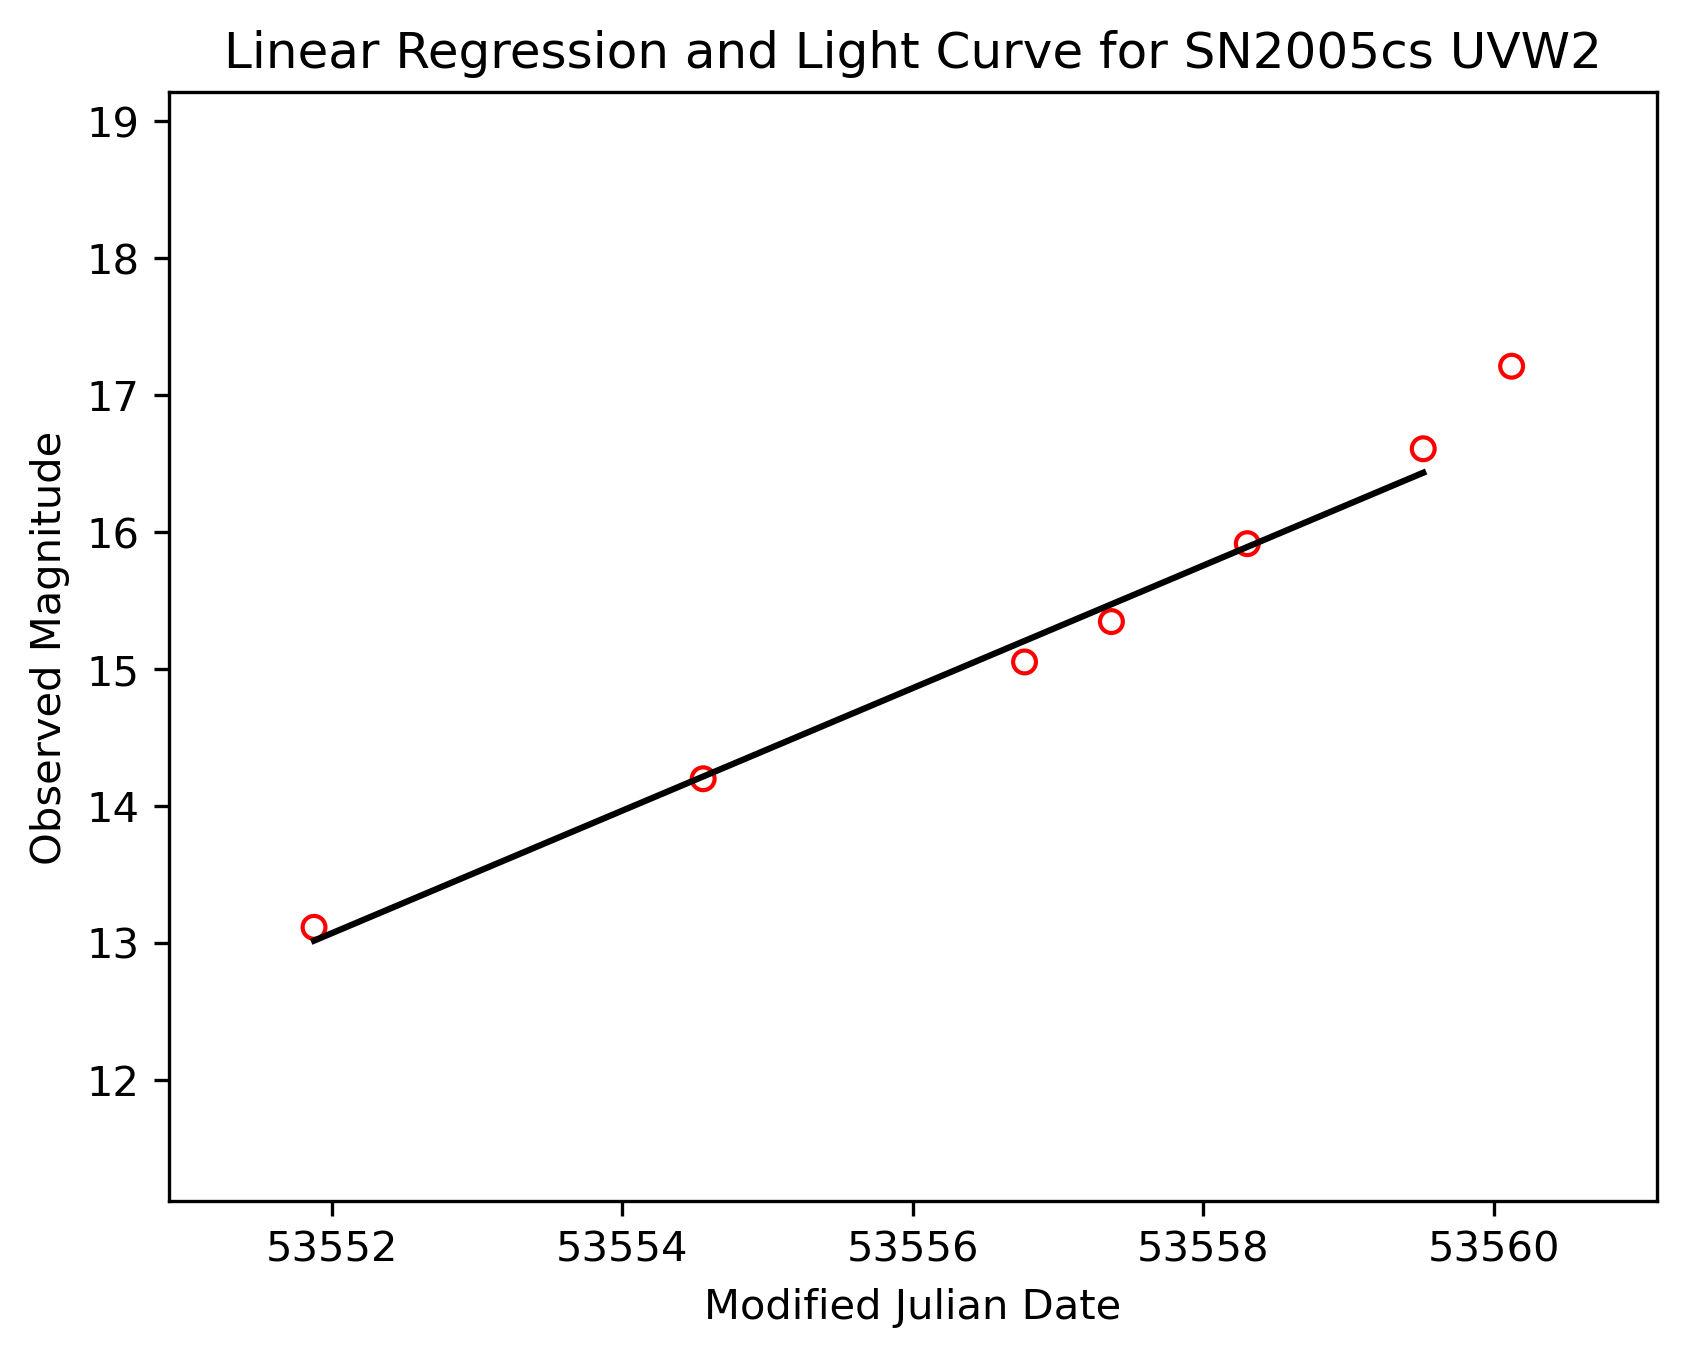 Linear Regression and Light Curve for SN2005cs UVW2
19
18
17
16
15
14
13
12
Observed Magnitude
53552 53554 53556 53558 53560
Modified Julian Date